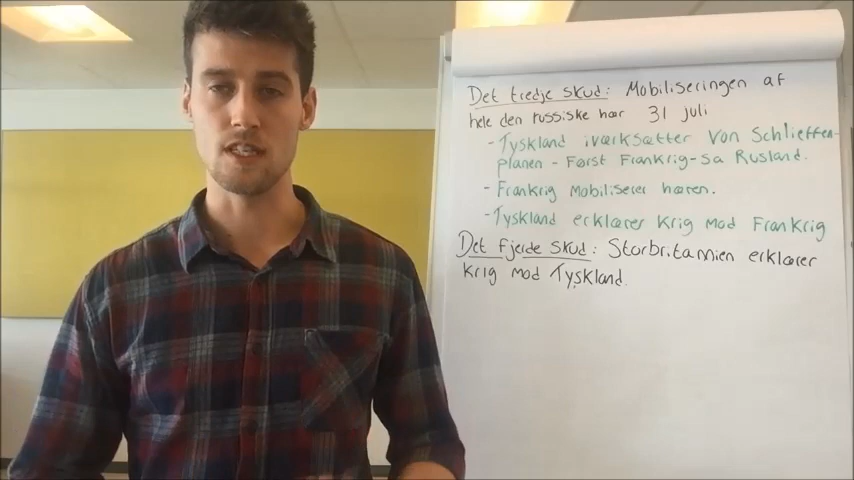 Det tredje skud: Mobiliseringen af
hele den russiske hær 31 juli
- Tyskland iværksætter Von Schlieffen-
planen - Først Frankrig - så Rusland.
- Frankrig Mobiliserer hæren.
- Tyskland erklærer krig mod Frankrig
Det fjerde skud: Storbritannien erklærer
krig mod Tyskland.